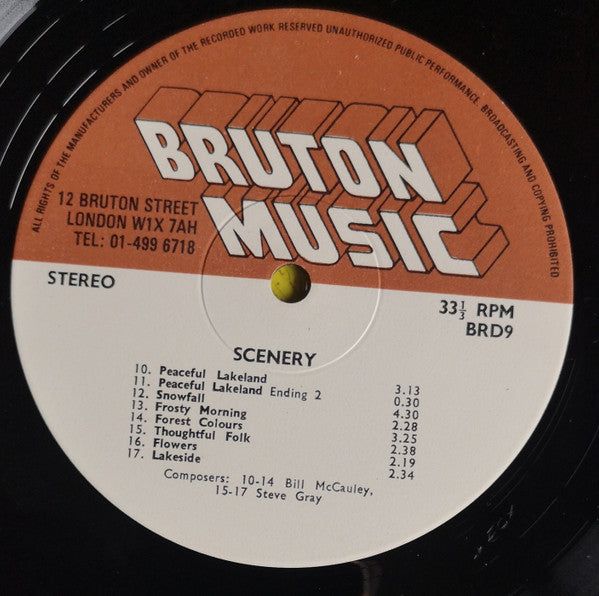 ALL RIGHTS OF THE MANUFACTURERS AND OWNER OF THE RECORDED WORK RESERVED UNAUTHORIZED PUBLIC PERFORMANCE, BROADCASTING AND COPYING PROHIBITED
BRUTON
MUSIC
12 BRUTON STREET
LONDON W1X 7AH
TEL: 01-499 6718
STEREO
33⅓ RPM
BRD9
SCENERY
10. Peaceful Lakeland 3.13
11. Peaceful Lakeland Ending 2 0.30
12. Snowfall 4.30
13. Frosty Morning 2.28
14. Forest Colours 3.25
15. Thoughtful Folk 2.38
16. Flowers 2.19
17. Lakeside 2.34
Composers: 10-14 Bill McCauley,
15-17 Steve Gray